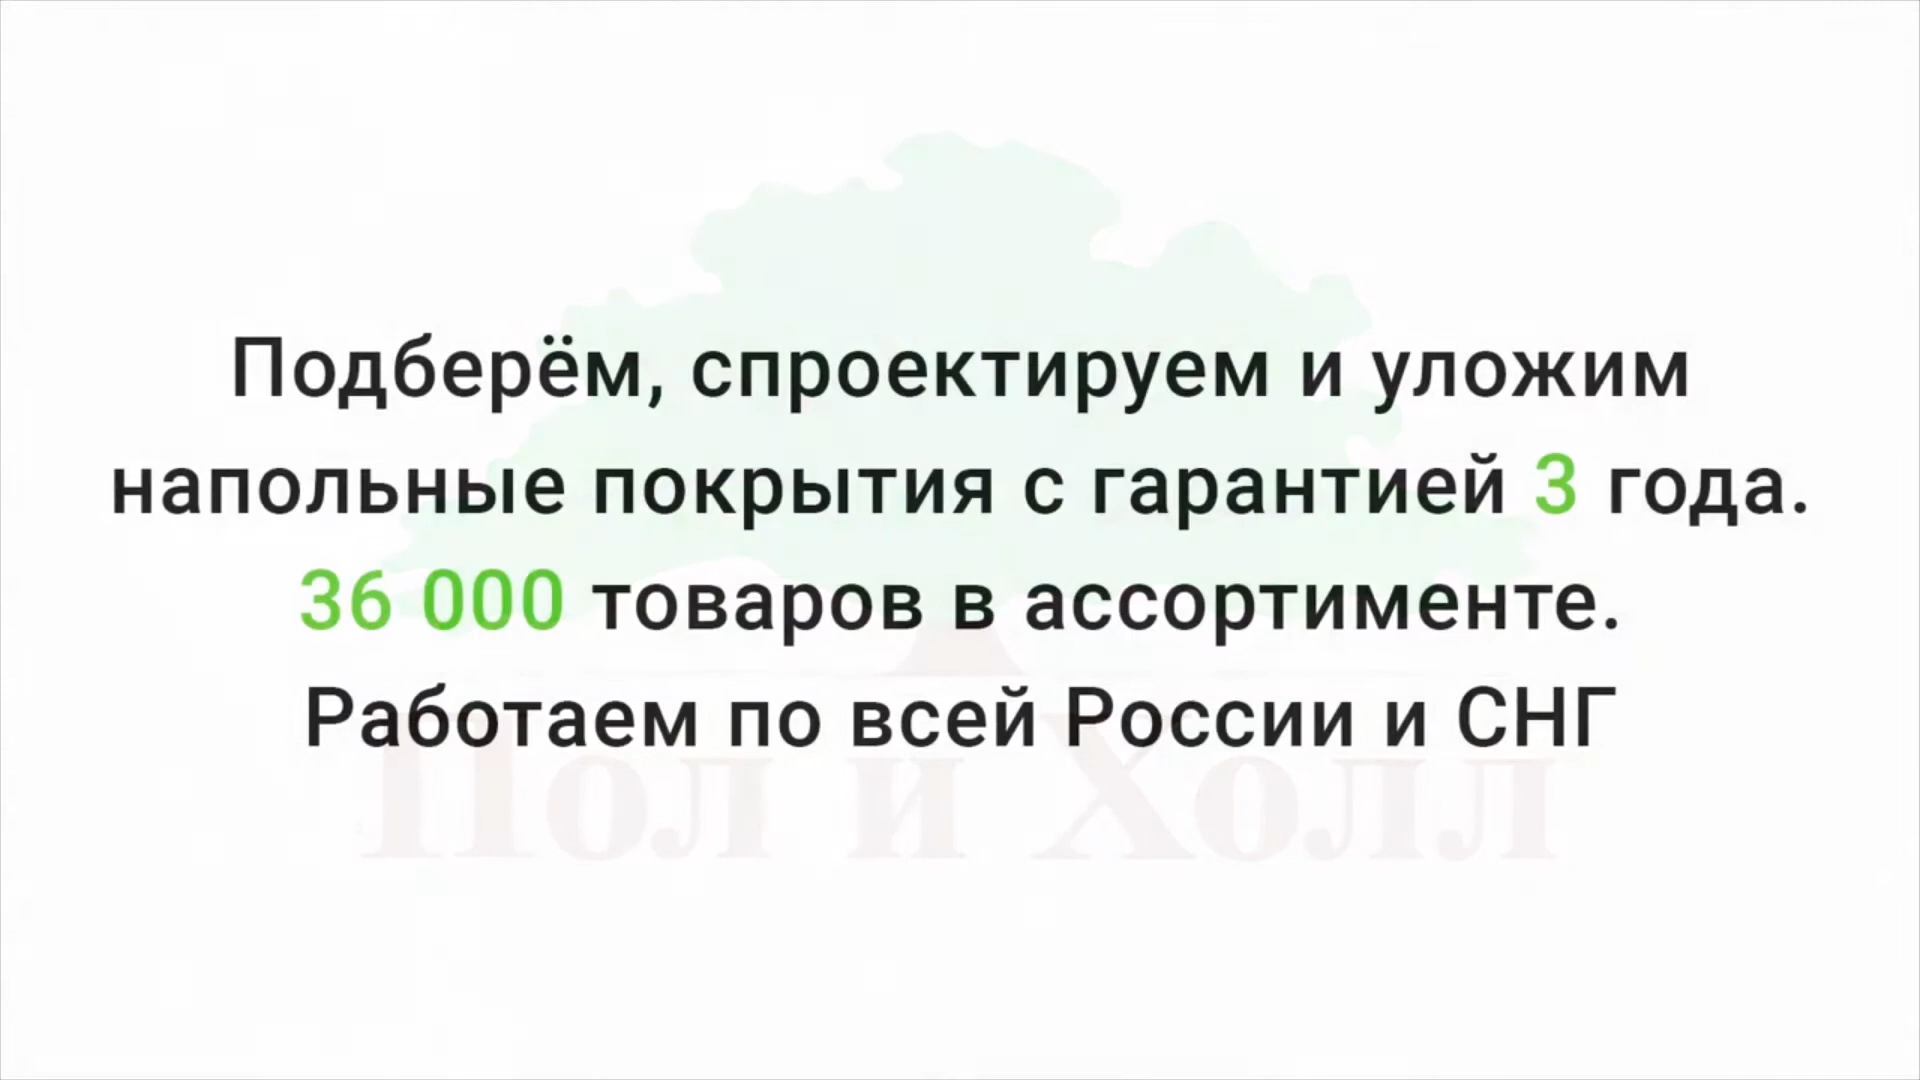 Подберём, спроектируем и уложим
напольные покрытия с гарантией 3 года.
36 000 товаров в ассортименте.
Работаем по всей России и СНГ
Пол и Холл